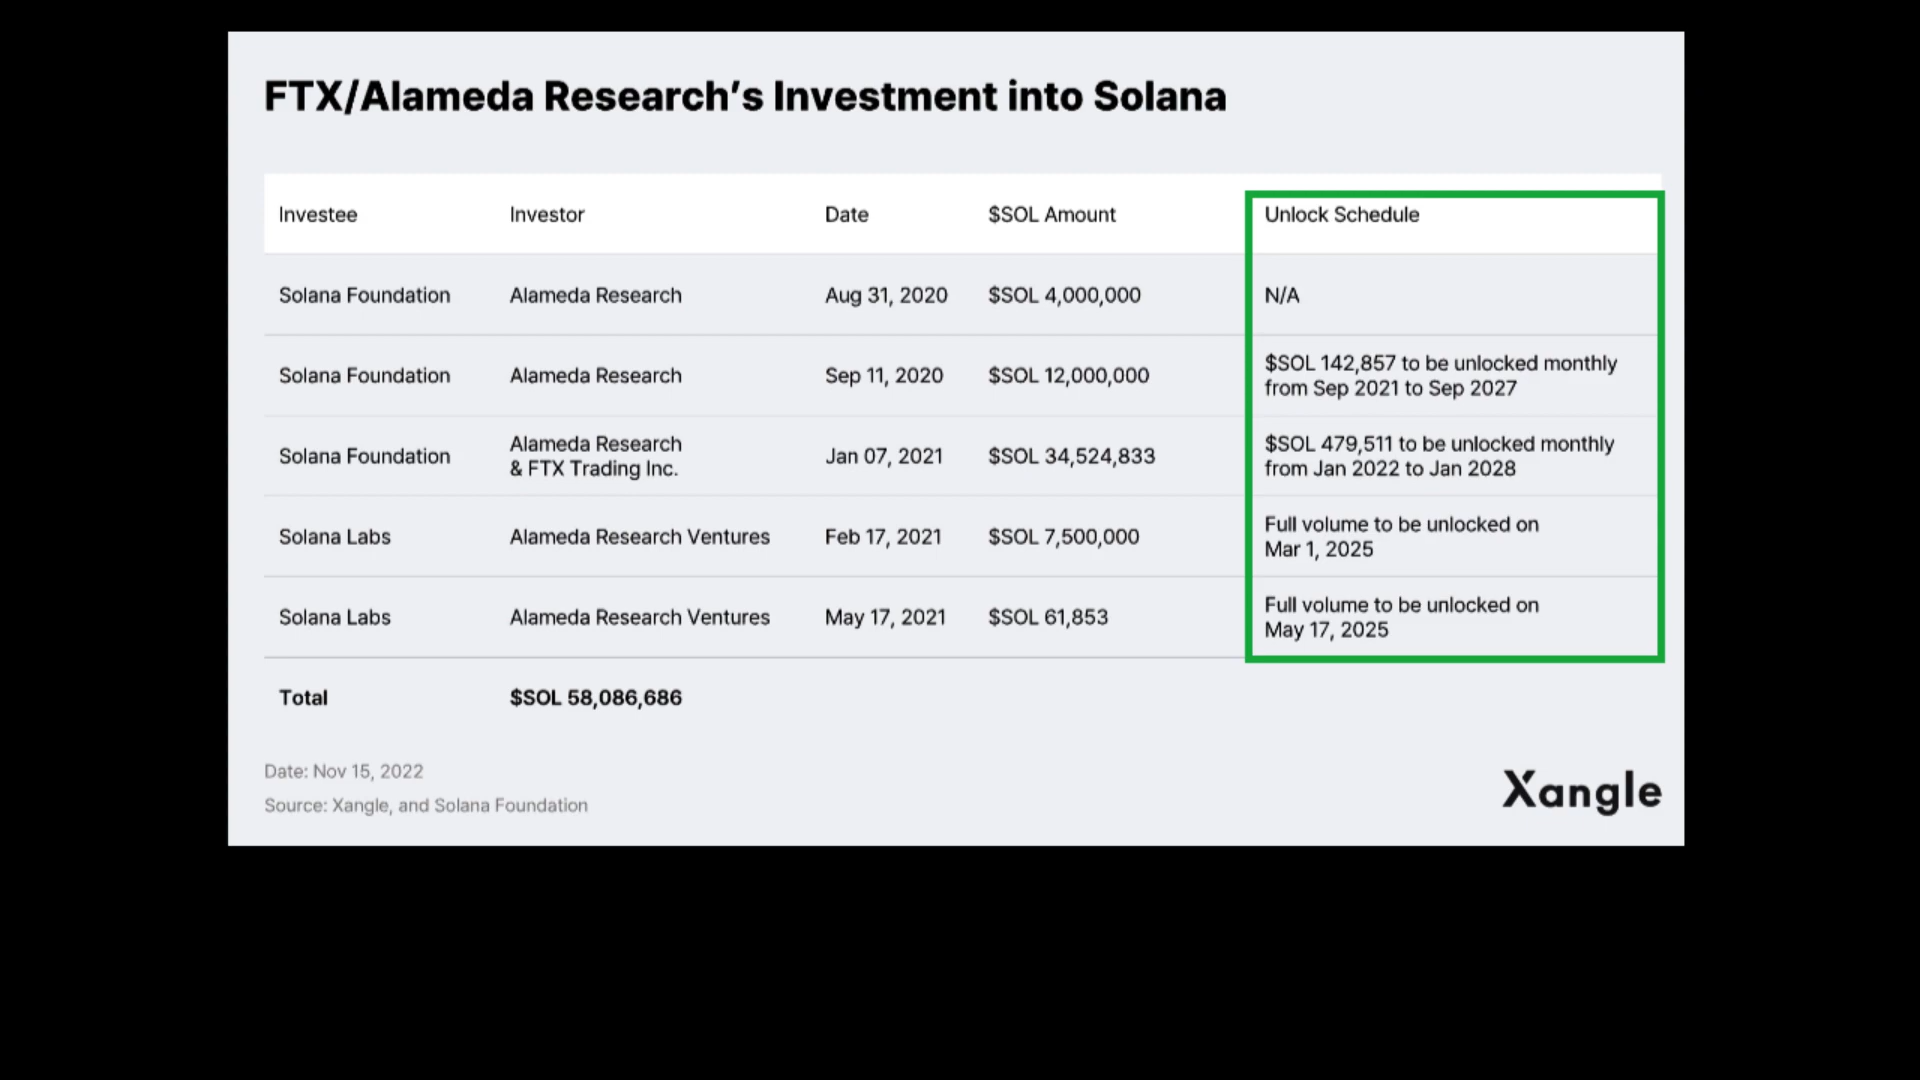 FTX/Alameda Research’s Investment into Solana
Investee Investor Date $SOL Amount Unlock Schedule
Solana Foundation Alameda Research Aug 31, 2020 $SOL 4,000,000 N/A
Solana Foundation Alameda Research Sep 11, 2020 $SOL 12,000,000 $SOL 142,857 to be unlocked monthly
from Sep 2021 to Sep 2027
Solana Foundation Alameda Research
& FTX Trading Inc. Jan 07, 2021 $SOL 34,524,833 $SOL 479,511 to be unlocked monthly
from Jan 2022 to Jan 2028
Solana Labs Alameda Research Ventures Feb 17, 2021 $SOL 7,500,000 Full volume to be unlocked on
Mar 1, 2025
Solana Labs Alameda Research Ventures May 17, 2021 $SOL 61,853 Full volume to be unlocked on
May 17, 2025
Total $SOL 58,086,686
Date: Nov 15, 2022
Source: Xangle, and Solana Foundation
Xangle